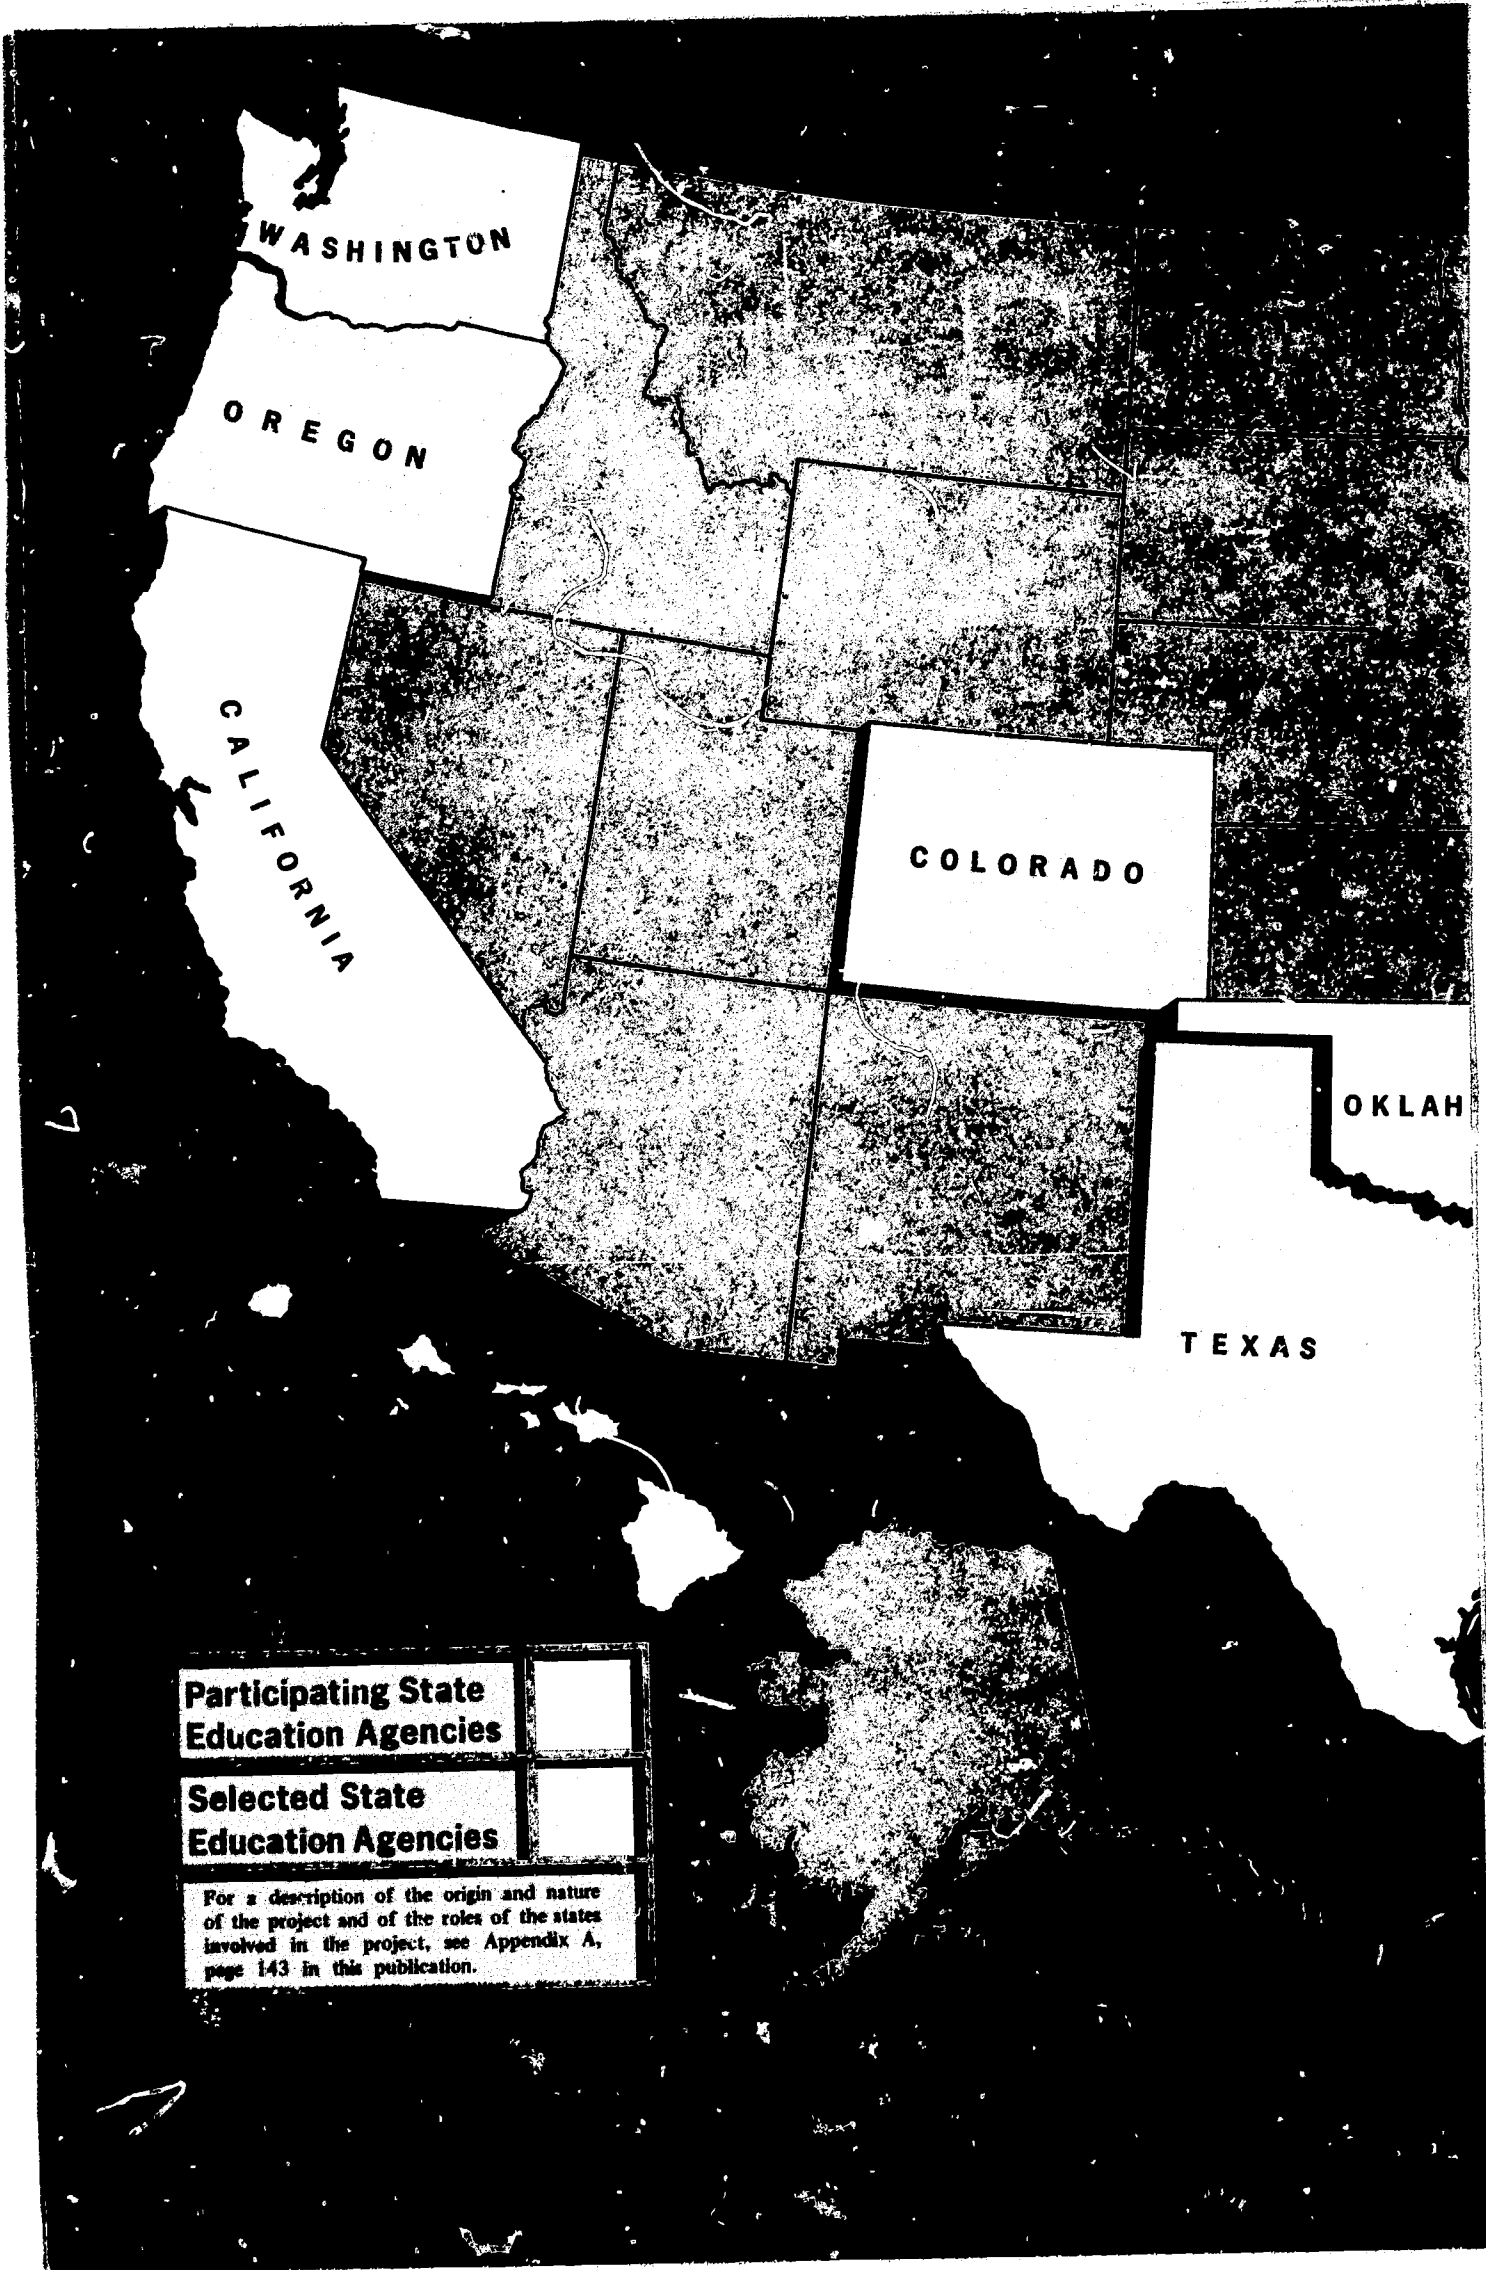 WASHINGTON
OREGON
CALIFORNIA
COLORADO
OKLAH
TEXAS
Participating State
Education Agencies
Selected State
Education Agencies
For a description of the origin and nature
of the project and of the roles of the states
involved in the project, see Appendix A,
page 143 in this publication.